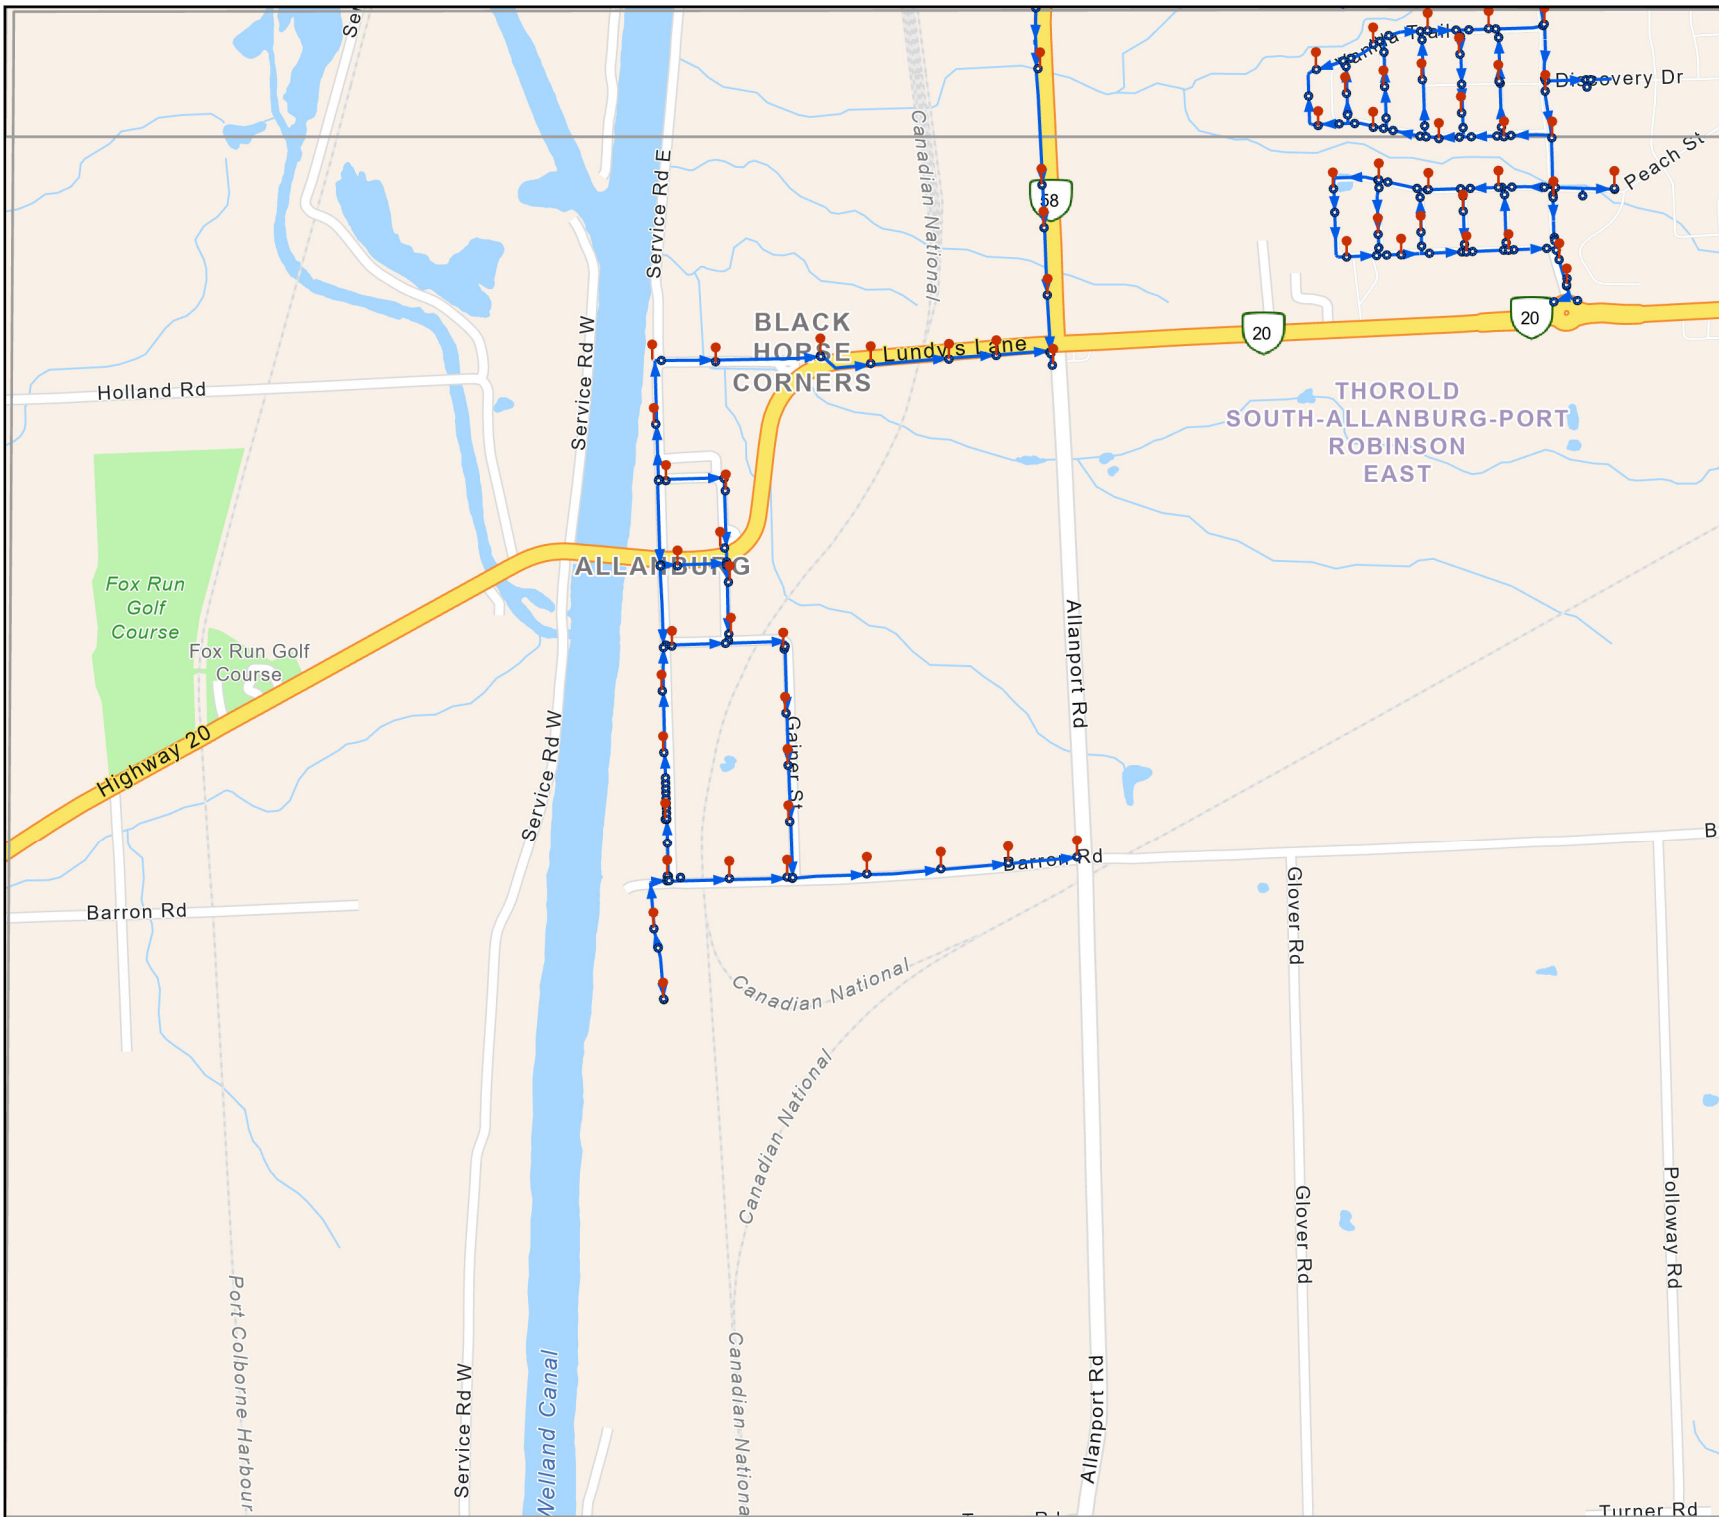 Discovery Dr
Peach St
Canadian National
Service Rd E
58
BLACK
HORSE
CORNERS
Lundy's Lane
20
20
Service Rd W
Holland Rd
THOROLD
SOUTH-ALLANBURG-PORT
ROBINSON
EAST
ALLANBURG
Fox Run
Golf
Course
Fox Run Golf
Course
Allanport Rd
Highway 20
Service Rd W
Gainer St
Barron Rd
Barron Rd
Glover Rd
Canadian National
Canadian National
Glover Rd
Polloway Rd
Port Colborne Harbour
Canadian National
Service Rd W
Welland Canal
Allanport Rd
Turner Rd